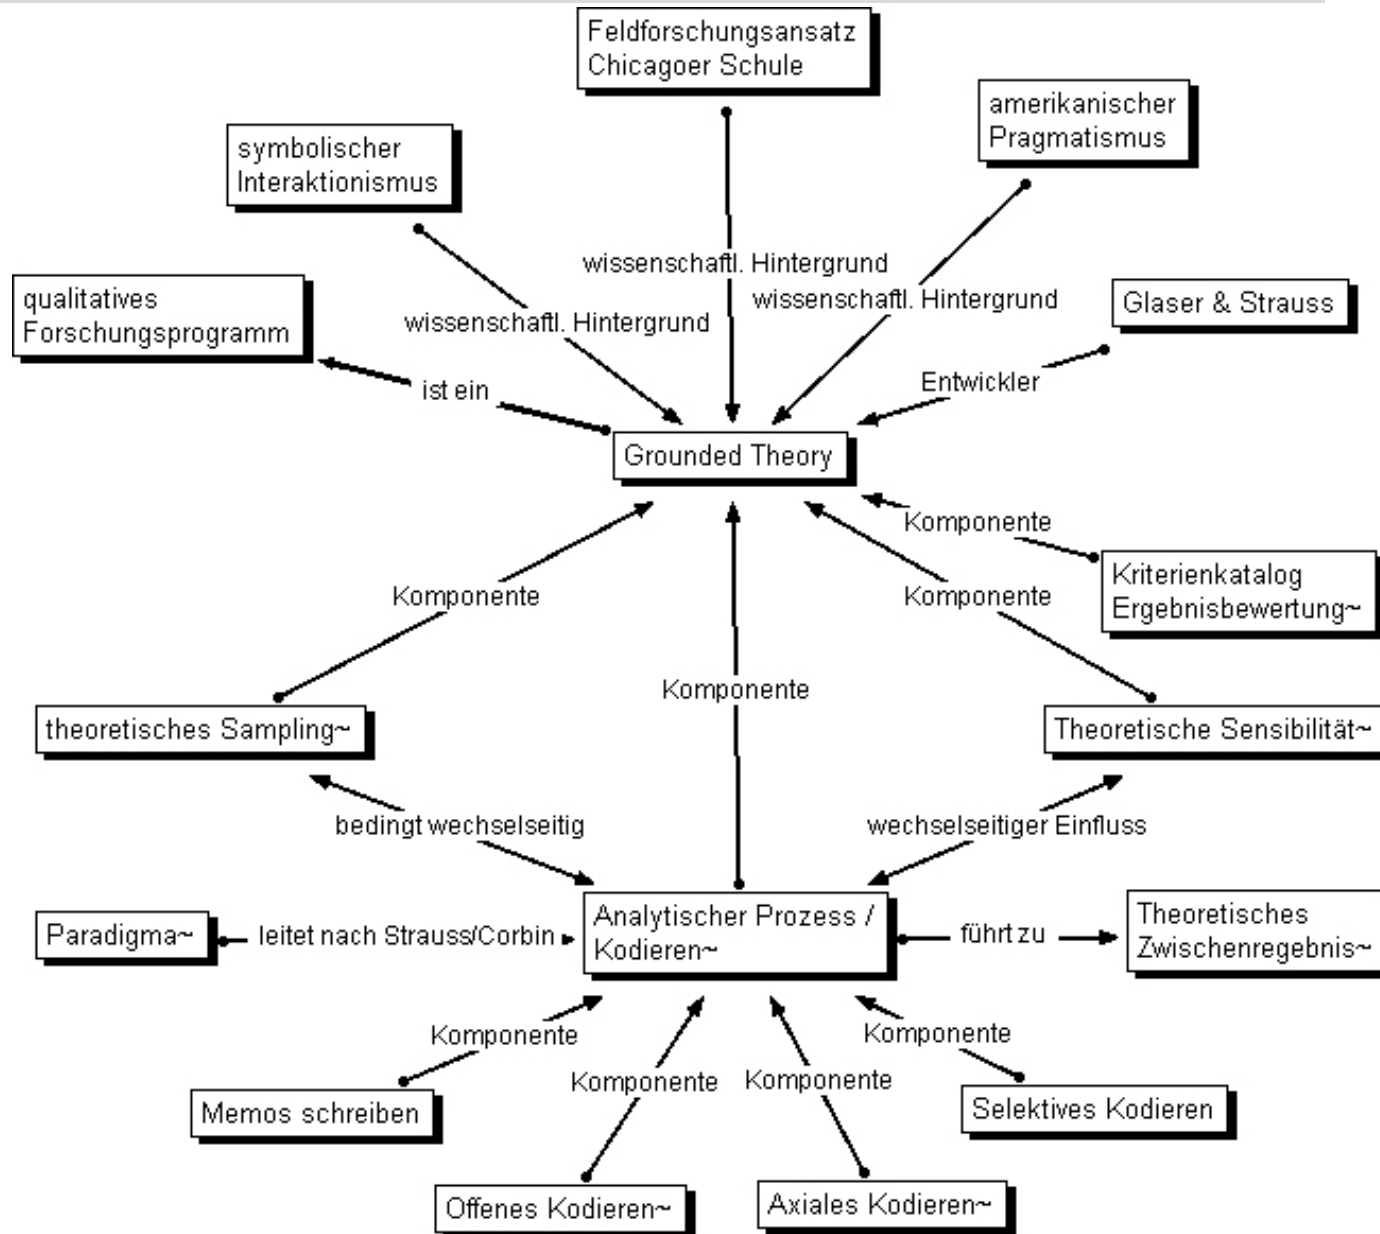 Feldforschungsansatz
Chicagoer Schule
amerikanischer
Pragmatismus
symbolischer
Interaktionismus
wissenschaftl. Hintergrund
qualitatives
Forschungsprogramm
wissenschaftl. Hintergrund
Glaser & Strauss
wissenschaftl. Hintergrund
ist ein
Entwickler
Grounded Theory
Komponente
Kriterienkatalog
Ergebnisbewertung~
Komponente
Komponente
Komponente
theoretisches Sampling~
Theoretische Sensibilität~
bedingt wechselseitig
wechselseitiger Einfluss
Paradigma~
leitet nach Strauss/Corbin
Analytischer Prozess /
Kodieren~
führt zu
Theoretisches
Zwischenregebnis~
Komponente
Komponente
Komponente
Komponente
Memos schreiben
Selektives Kodieren
Offenes Kodieren~
Axiales Kodieren~